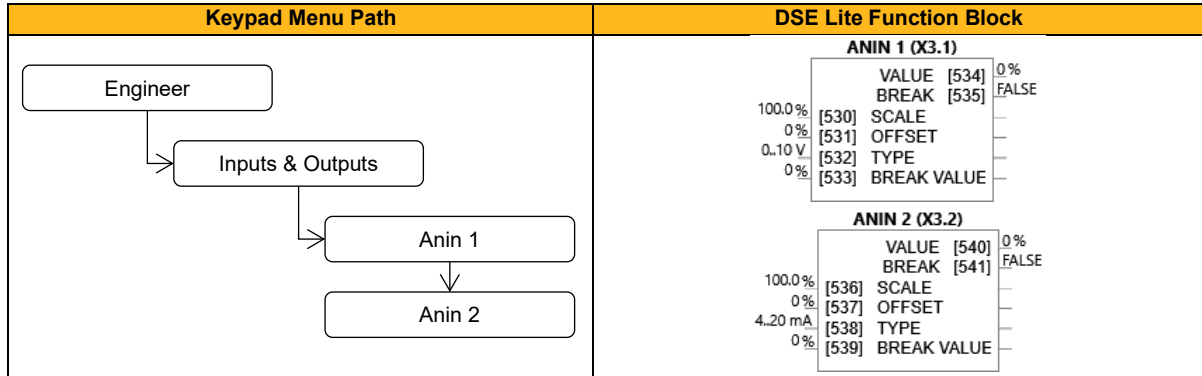 Keypad Menu Path
DSE Lite Function Block
Engineer
Inputs & Outputs
Anin 1
Anin 2
ANIN 1 (X3.1)
VALUE [534] 0 %
BREAK [535] FALSE
100.0 % [530] SCALE
0 % [531] OFFSET
0..10 V [532] TYPE
0 % [533] BREAK VALUE
ANIN 2 (X3.2)
VALUE [540] 0 %
BREAK [541] FALSE
100.0 % [536] SCALE
0 % [537] OFFSET
4..20 mA [538] TYPE
0 % [539] BREAK VALUE